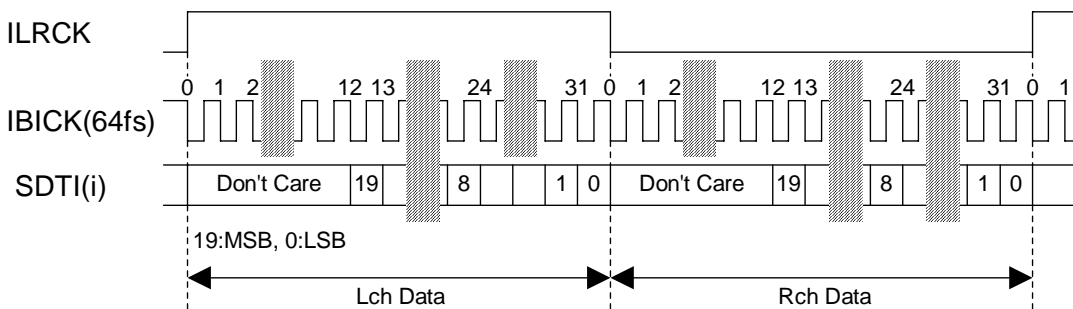 ILRCK
0 1 2 12 13 24 31 0 1 2 12 13 24 31 0 1
IBICK(64fs)
SDTI(i) Don't Care 19 8 1 0 Don't Care 19 8 1 0
19:MSB, 0:LSB
Lch Data Rch Data